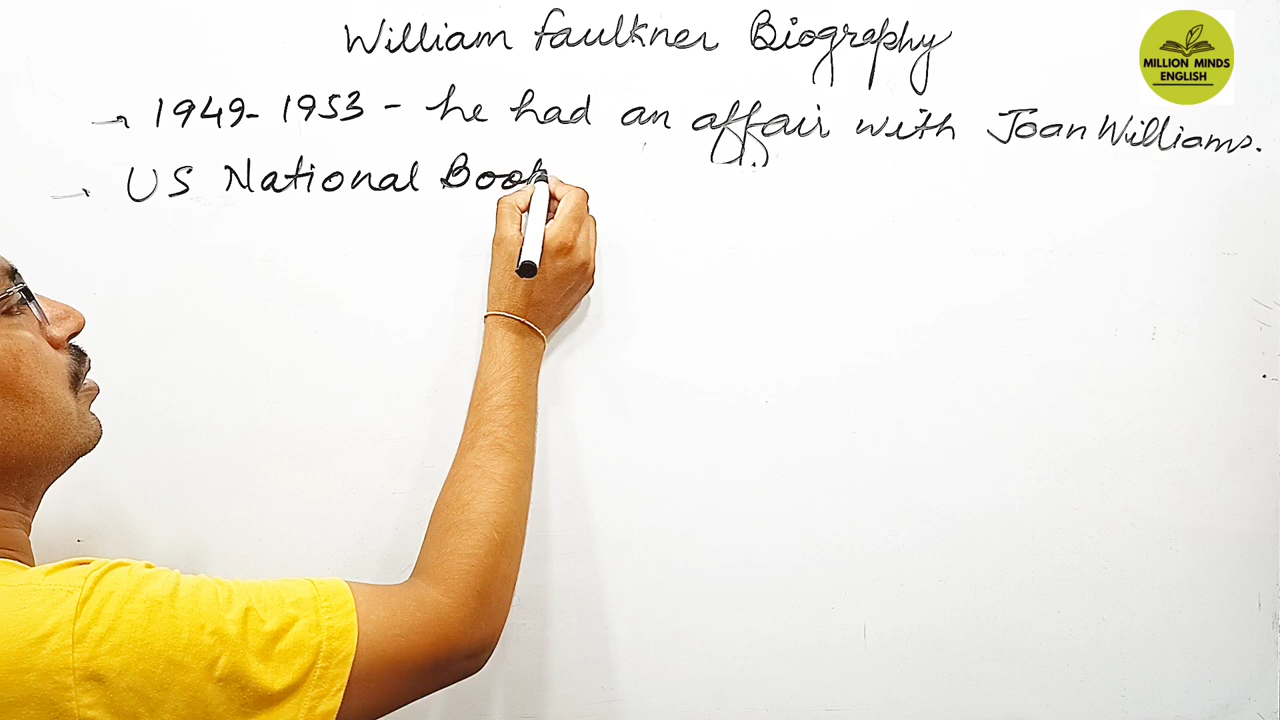 William Faulkner Biography
MILLION MINDS
ENGLISH
→ 1949-1953 - he had an affair with Joan Williams.
→ US National Book